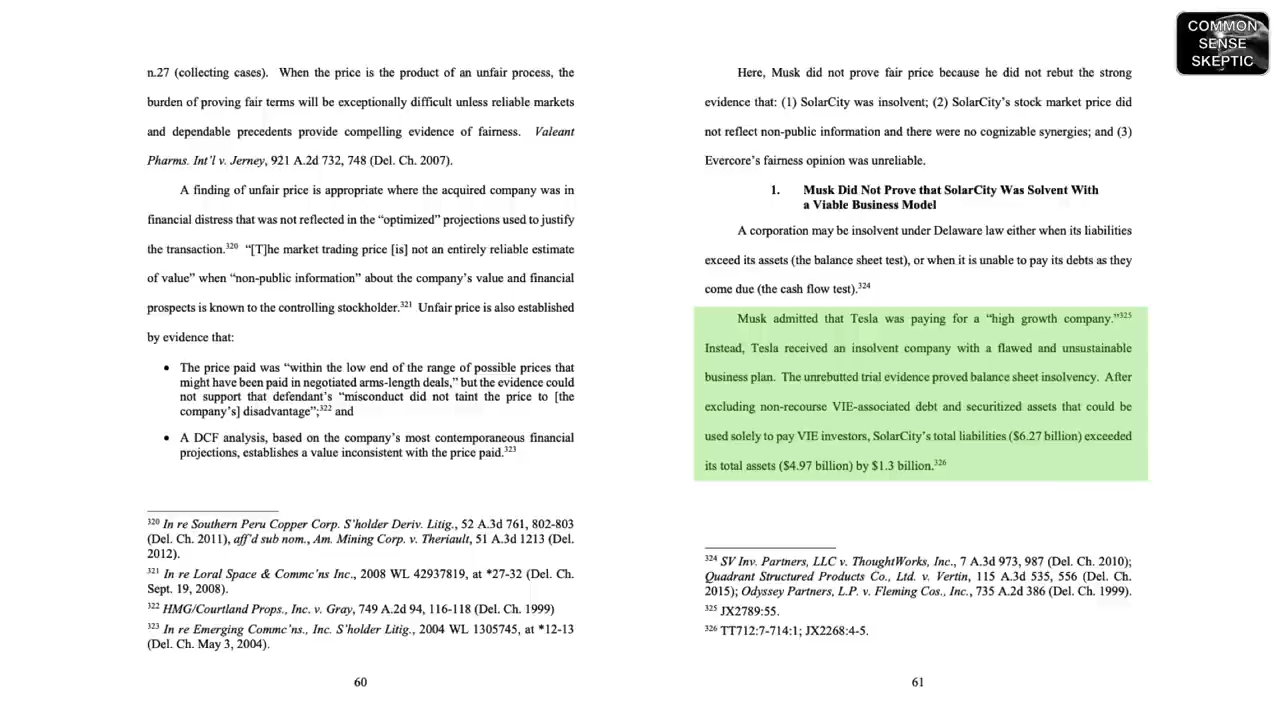 n.27 (collecting cases). When the price is the product of an unfair process, the
burden of proving fair terms will be exceptionally difficult unless reliable markets
and dependable precedents provide compelling evidence of fairness. Valeant
Pharms. Int'l v. Jerney, 921 A.2d 732, 748 (Del. Ch. 2007).
A finding of unfair price is appropriate where the acquired company was in
financial distress that was not reflected in the “optimized” projections used to justify
the transaction.320 “[T]he market trading price [is] not an entirely reliable estimate
of value” when “non-public information” about the company’s value and financial
prospects is known to the controlling stockholder.321 Unfair price is also established
by evidence that:
• The price paid was “within the low end of the range of possible prices that
might have been paid in negotiated arms-length deals,” but the evidence could
not support that defendant’s “misconduct did not taint the price to [the
company’s] disadvantage”;322 and
• A DCF analysis, based on the company’s most contemporaneous financial
projections, establishes a value inconsistent with the price paid.323
320 In re Southern Peru Copper Corp. S’holder Deriv. Litig., 52 A.3d 761, 802-803
(Del. Ch. 2011), aff’d sub nom., Am. Mining Corp. v. Theriault, 51 A.3d 1213 (Del.
2012).
321 In re Loral Space & Commc’ns Inc., 2008 WL 42937819, at *27-32 (Del. Ch.
Sept. 19, 2008).
322 HMG/Courtland Props., Inc. v. Gray, 749 A.2d 94, 116-118 (Del. Ch. 1999)
323 In re Emerging Commc’ns., Inc. S’holder Litig., 2004 WL 1305745, at *12-13
(Del. Ch. May 3, 2004).
60
Here, Musk did not prove fair price because he did not rebut the strong
evidence that: (1) SolarCity was insolvent; (2) SolarCity’s stock market price did
not reflect non-public information and there were no cognizable synergies; and (3)
Evercore’s fairness opinion was unreliable.
1. Musk Did Not Prove that SolarCity Was Solvent With
a Viable Business Model
A corporation may be insolvent under Delaware law either when its liabilities
exceed its assets (the balance sheet test), or when it is unable to pay its debts as they
come due (the cash flow test).324
Musk admitted that Tesla was paying for a “high growth company.”325
Instead, Tesla received an insolvent company with a flawed and unsustainable
business plan. The unrebutted trial evidence proved balance sheet insolvency. After
excluding non-recourse VIE-associated debt and securitized assets that could be
used solely to pay VIE investors, SolarCity’s total liabilities ($6.27 billion) exceeded
its total assets ($4.97 billion) by $1.3 billion.326
324 SV Inv. Partners, LLC v. ThoughtWorks, Inc., 7 A.3d 973, 987 (Del. Ch. 2010);
Quadrant Structured Products Co., Ltd. v. Vertin, 115 A.3d 535, 556 (Del. Ch.
2015); Odyssey Partners, L.P. v. Fleming Cos., Inc., 735 A.2d 386 (Del. Ch. 1999).
325 JX2789:55.
326 TT712:7-714:1; JX2268:4-5.
61
COMMON
SENSE
SKEPTIC